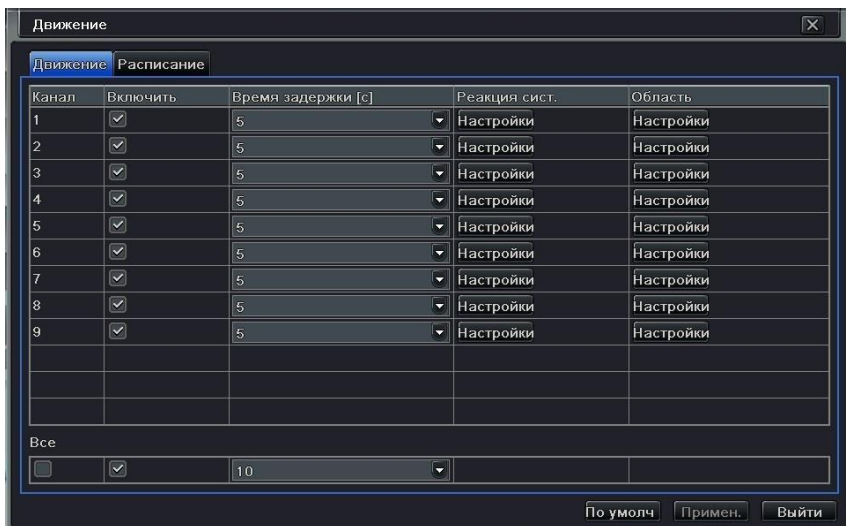 Движение
Движение Расписание
Канал Включить Время задержки [с] Реакция сист. Область
1 5 Настройки Настройки
2 5 Настройки Настройки
3 5 Настройки Настройки
4 5 Настройки Настройки
5 5 Настройки Настройки
6 5 Настройки Настройки
7 5 Настройки Настройки
8 5 Настройки Настройки
9 5 Настройки Настройки
Все
10
По умолч Примен. Выйти